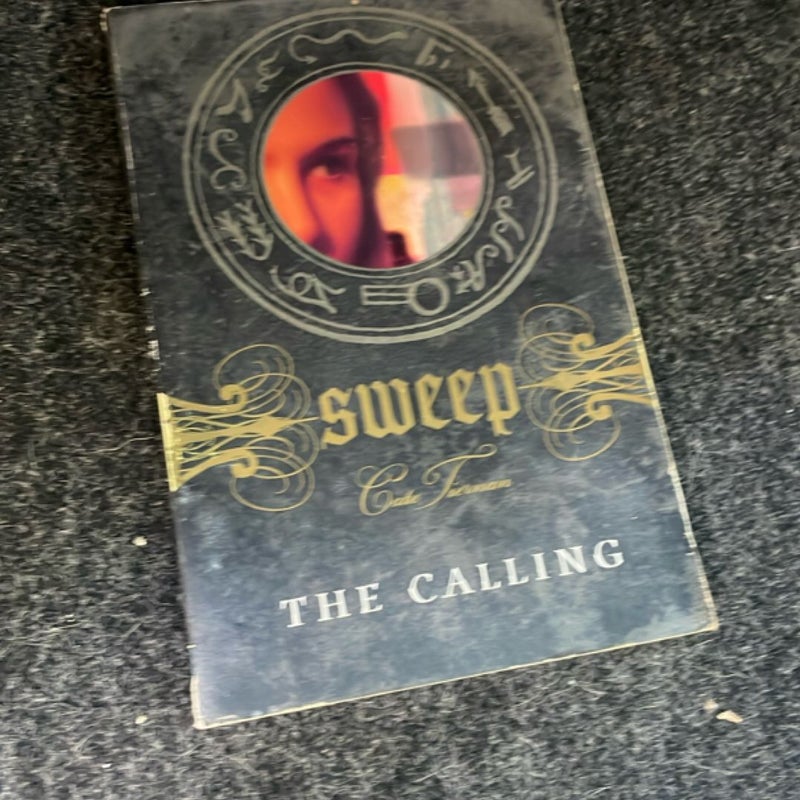 sweep
Cate Tiernan
THE CALLING